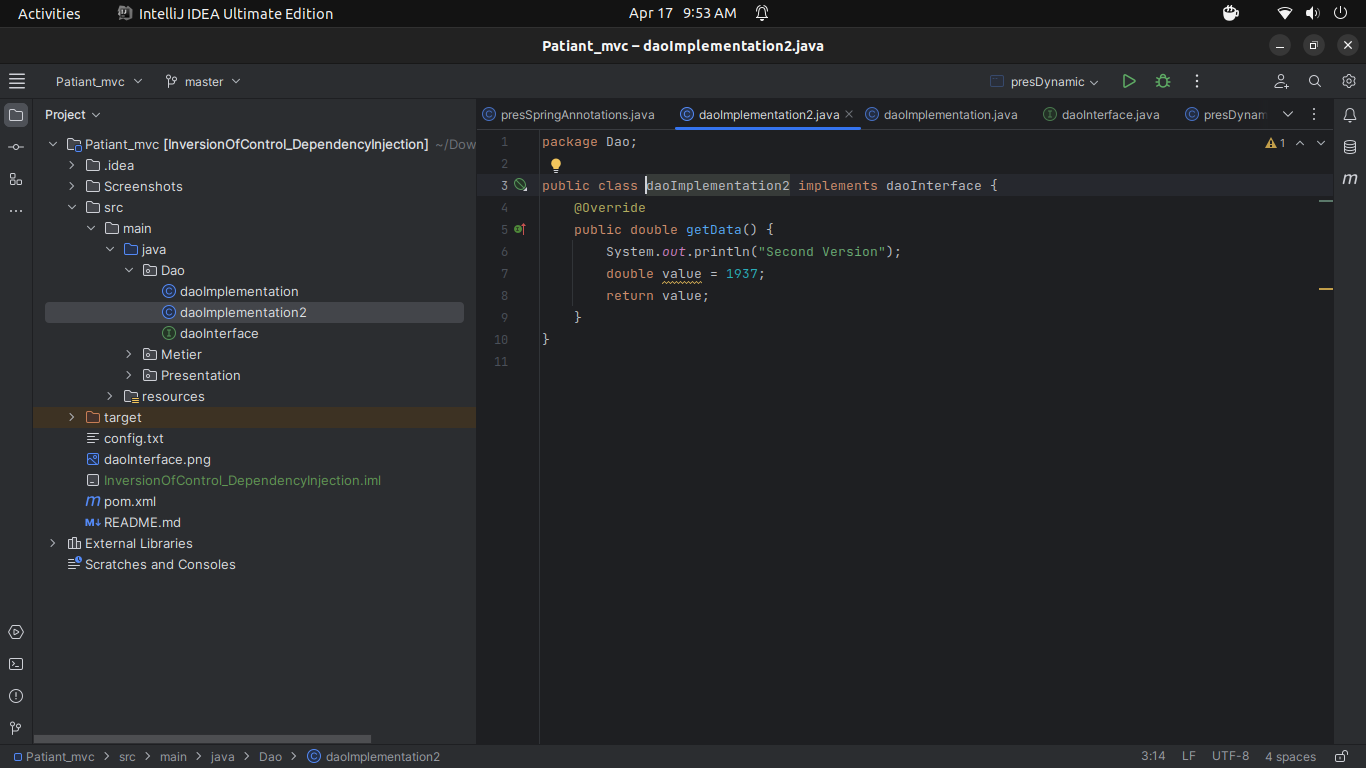 Activities IntelliJ IDEA Ultimate Edition Apr 17 9:53 AM
Patiant_mvc – daoImplementation2.java
Patiant_mvc master presDynamic
Project
Patiant_mvc [InversionOfControl_DependencyInjection] ~/Dow
.idea
Screenshots
src
main
java
Dao
daoImplementation
daoImplementation2
daoInterface
Metier
Presentation
resources
target
config.txt
daoInterface.png
InversionOfControl_DependencyInjection.iml
pom.xml
README.md
External Libraries
Scratches and Consoles
presSpringAnnotations.java daoImplementation2.java daoImplementation.java daoInterface.java presDynam
1 package Dao; 1
2
3 public class daoImplementation2 implements daoInterface {
4 @Override
5 public double getData() {
6 System.out.println("Second Version");
7 double value = 1937;
8 return value;
9 }
10 }
11
Patiant_mvc > src > main > java > Dao > daoImplementation2 3:14 LF UTF-8 4 spaces